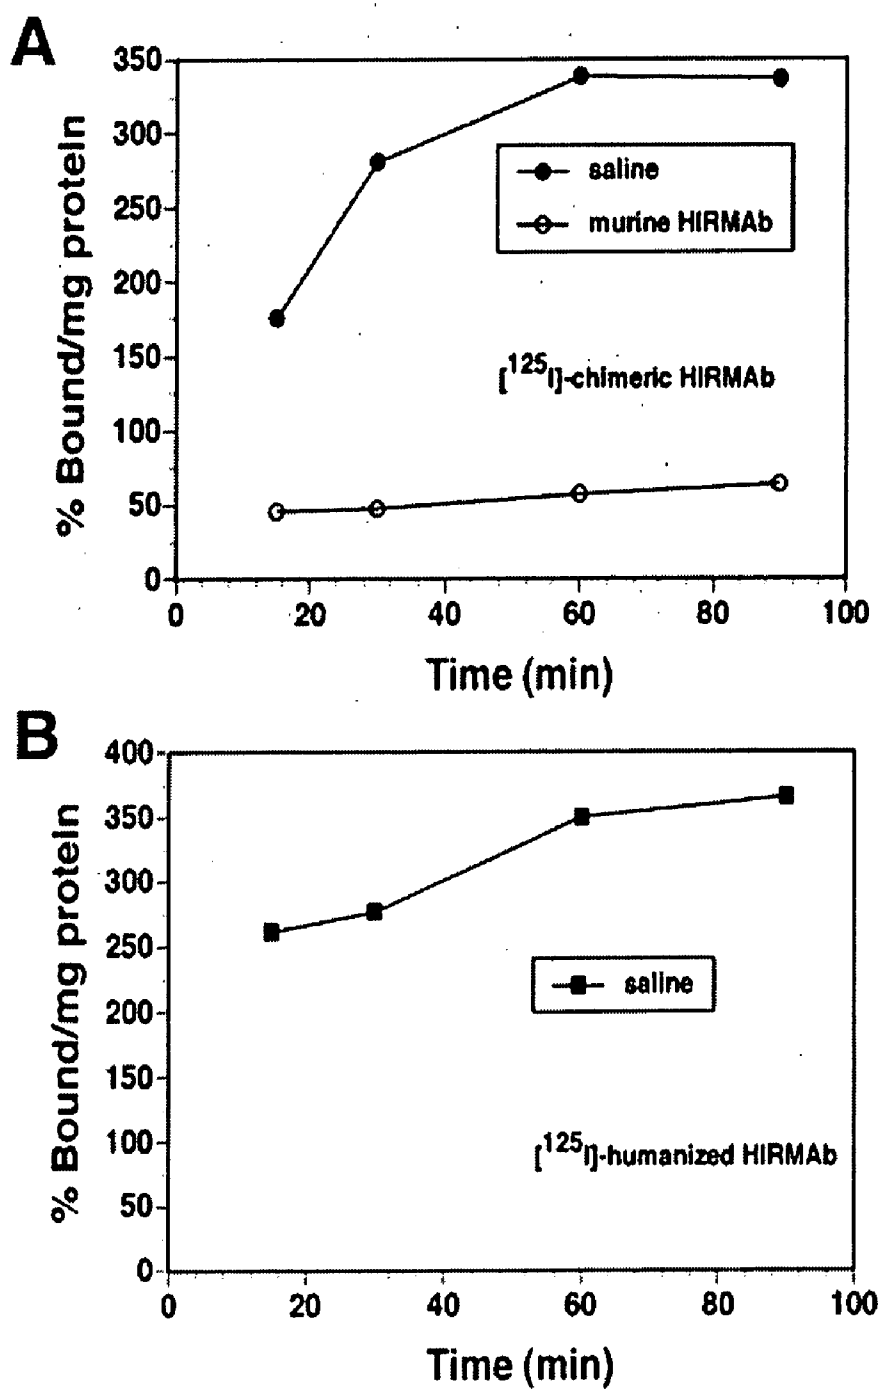 A
% Bound/mg protein
350
300
250
200
150
100
50
0
saline
murine HIRMAb
[125I]-chimeric HIRMAb
0 20 40 60 80 100
Time (min)
B
% Bound/mg protein
400
350
300
250
200
150
100
50
0
saline
[125I]-humanized HIRMAb
0 20 40 60 80 100
Time (min)